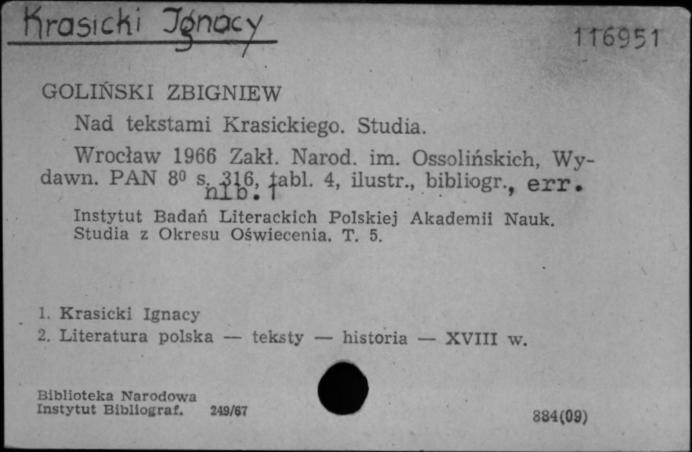 Krasicki Ignacy
116951
GOLIŃSKI ZBIGNIEW
Nad tekstami Krasickiego. Studia.
Wrocław 1966 Zakł. Narod. im. Ossolińskich, Wy-
dawn. PAN 8⁰ s. 316, tabl. 4, ilustr., bibliogr., err.
nlb. 1
Instytut Badań Literackich Polskiej Akademii Nauk.
Studia z Okresu Oświecenia. T. 5.
1. Krasicki Ignacy
2. Literatura polska — teksty — historia — XVIII w.
Biblioteka Narodowa
Instytut Bibliograf. 249/67
884(09)